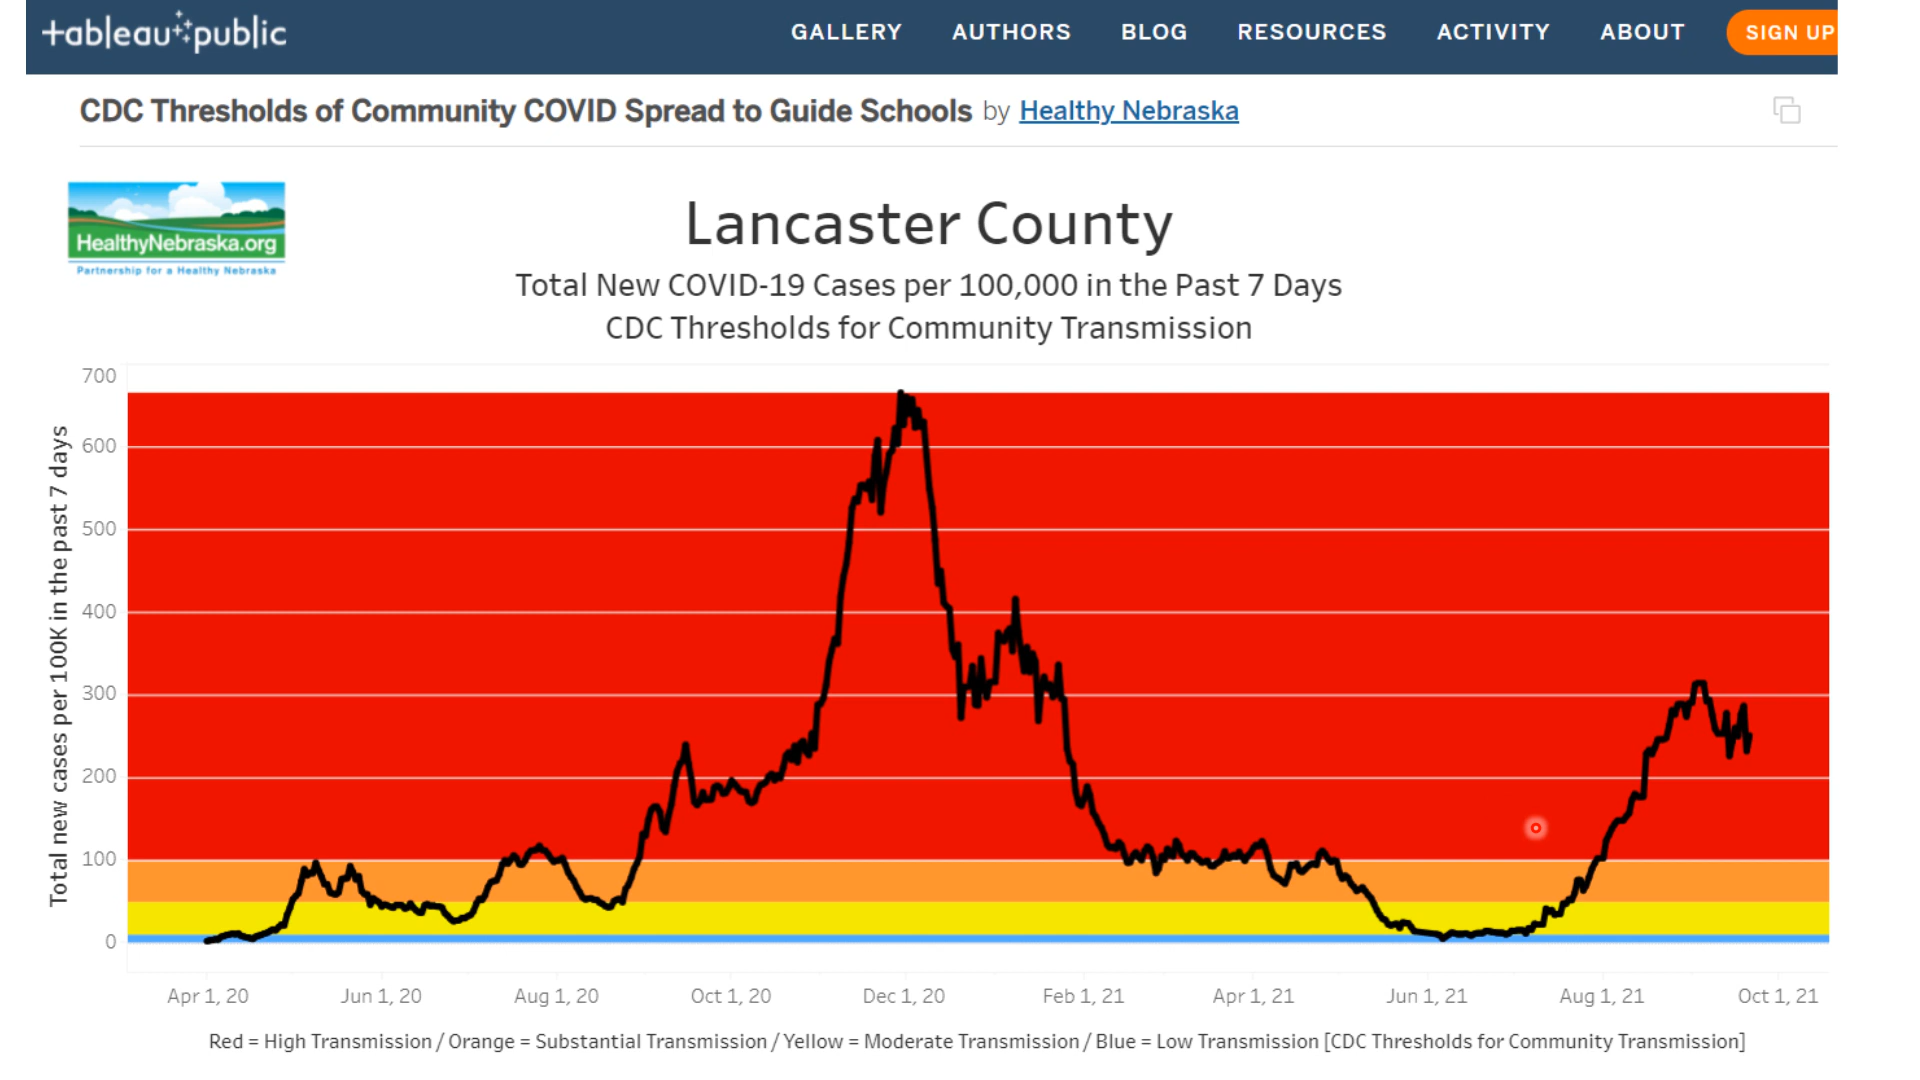 tableau public
GALLERY AUTHORS BLOG RESOURCES ACTIVITY ABOUT SIGN UP
CDC Thresholds of Community COVID Spread to Guide Schools by Healthy Nebraska
HealthyNebraska.org
Partnership for a Healthy Nebraska
Lancaster County
Total New COVID-19 Cases per 100,000 in the Past 7 Days
CDC Thresholds for Community Transmission
Total new cases per 100K in the past 7 days
700
600
500
400
300
200
100
0
Apr 1, 20 Jun 1, 20 Aug 1, 20 Oct 1, 20 Dec 1, 20 Feb 1, 21 Apr 1, 21 Jun 1, 21 Aug 1, 21 Oct 1, 21
Red = High Transmission / Orange = Substantial Transmission / Yellow = Moderate Transmission / Blue = Low Transmission [CDC Thresholds for Community Transmission]